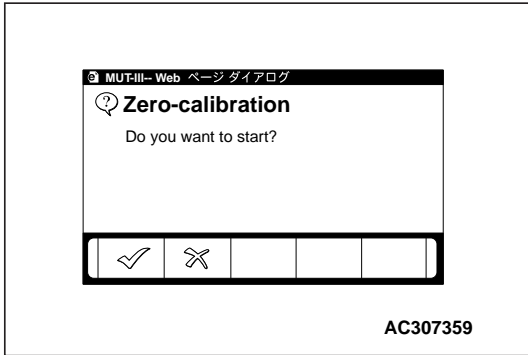 MUT-III-- Web ページ ダイアログ
Zero-calibration
Do you want to start?
AC307359